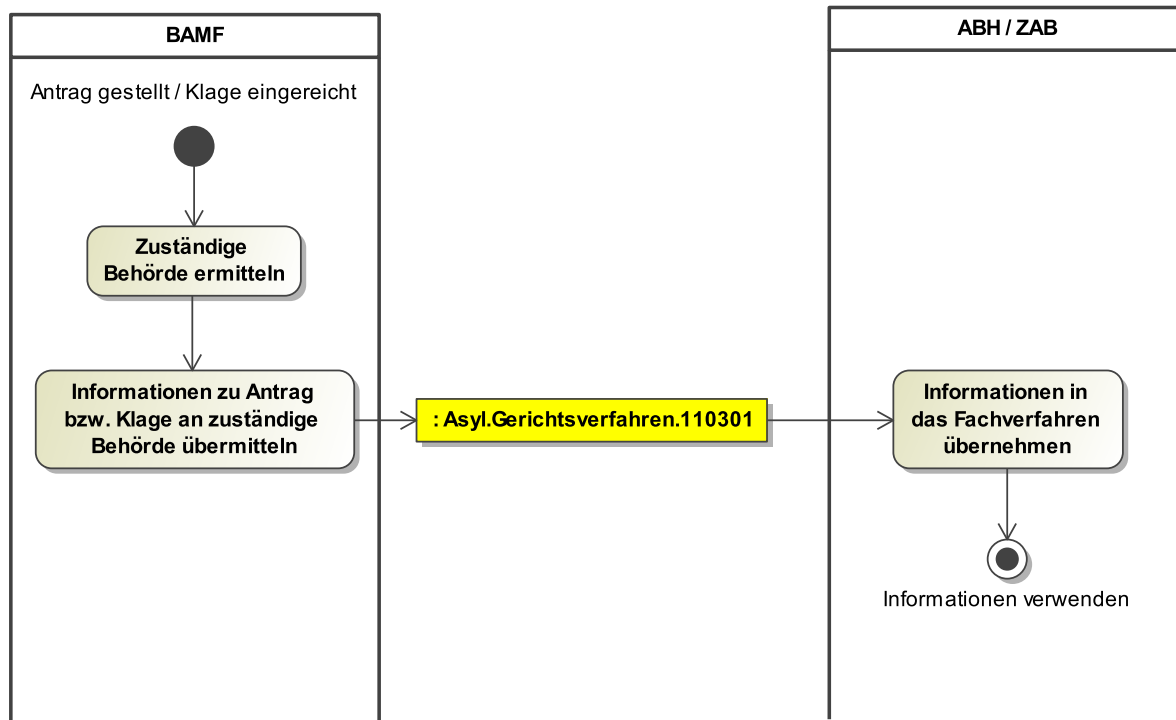 BAMF
ABH / ZAB
Antrag gestellt / Klage eingereicht
Zuständige
Behörde ermitteln
Informationen zu Antrag
bzw. Klage an zuständige
Behörde übermitteln
: Asyl.Gerichtsverfahren.110301
Informationen in
das Fachverfahren
übernehmen
Informationen verwenden